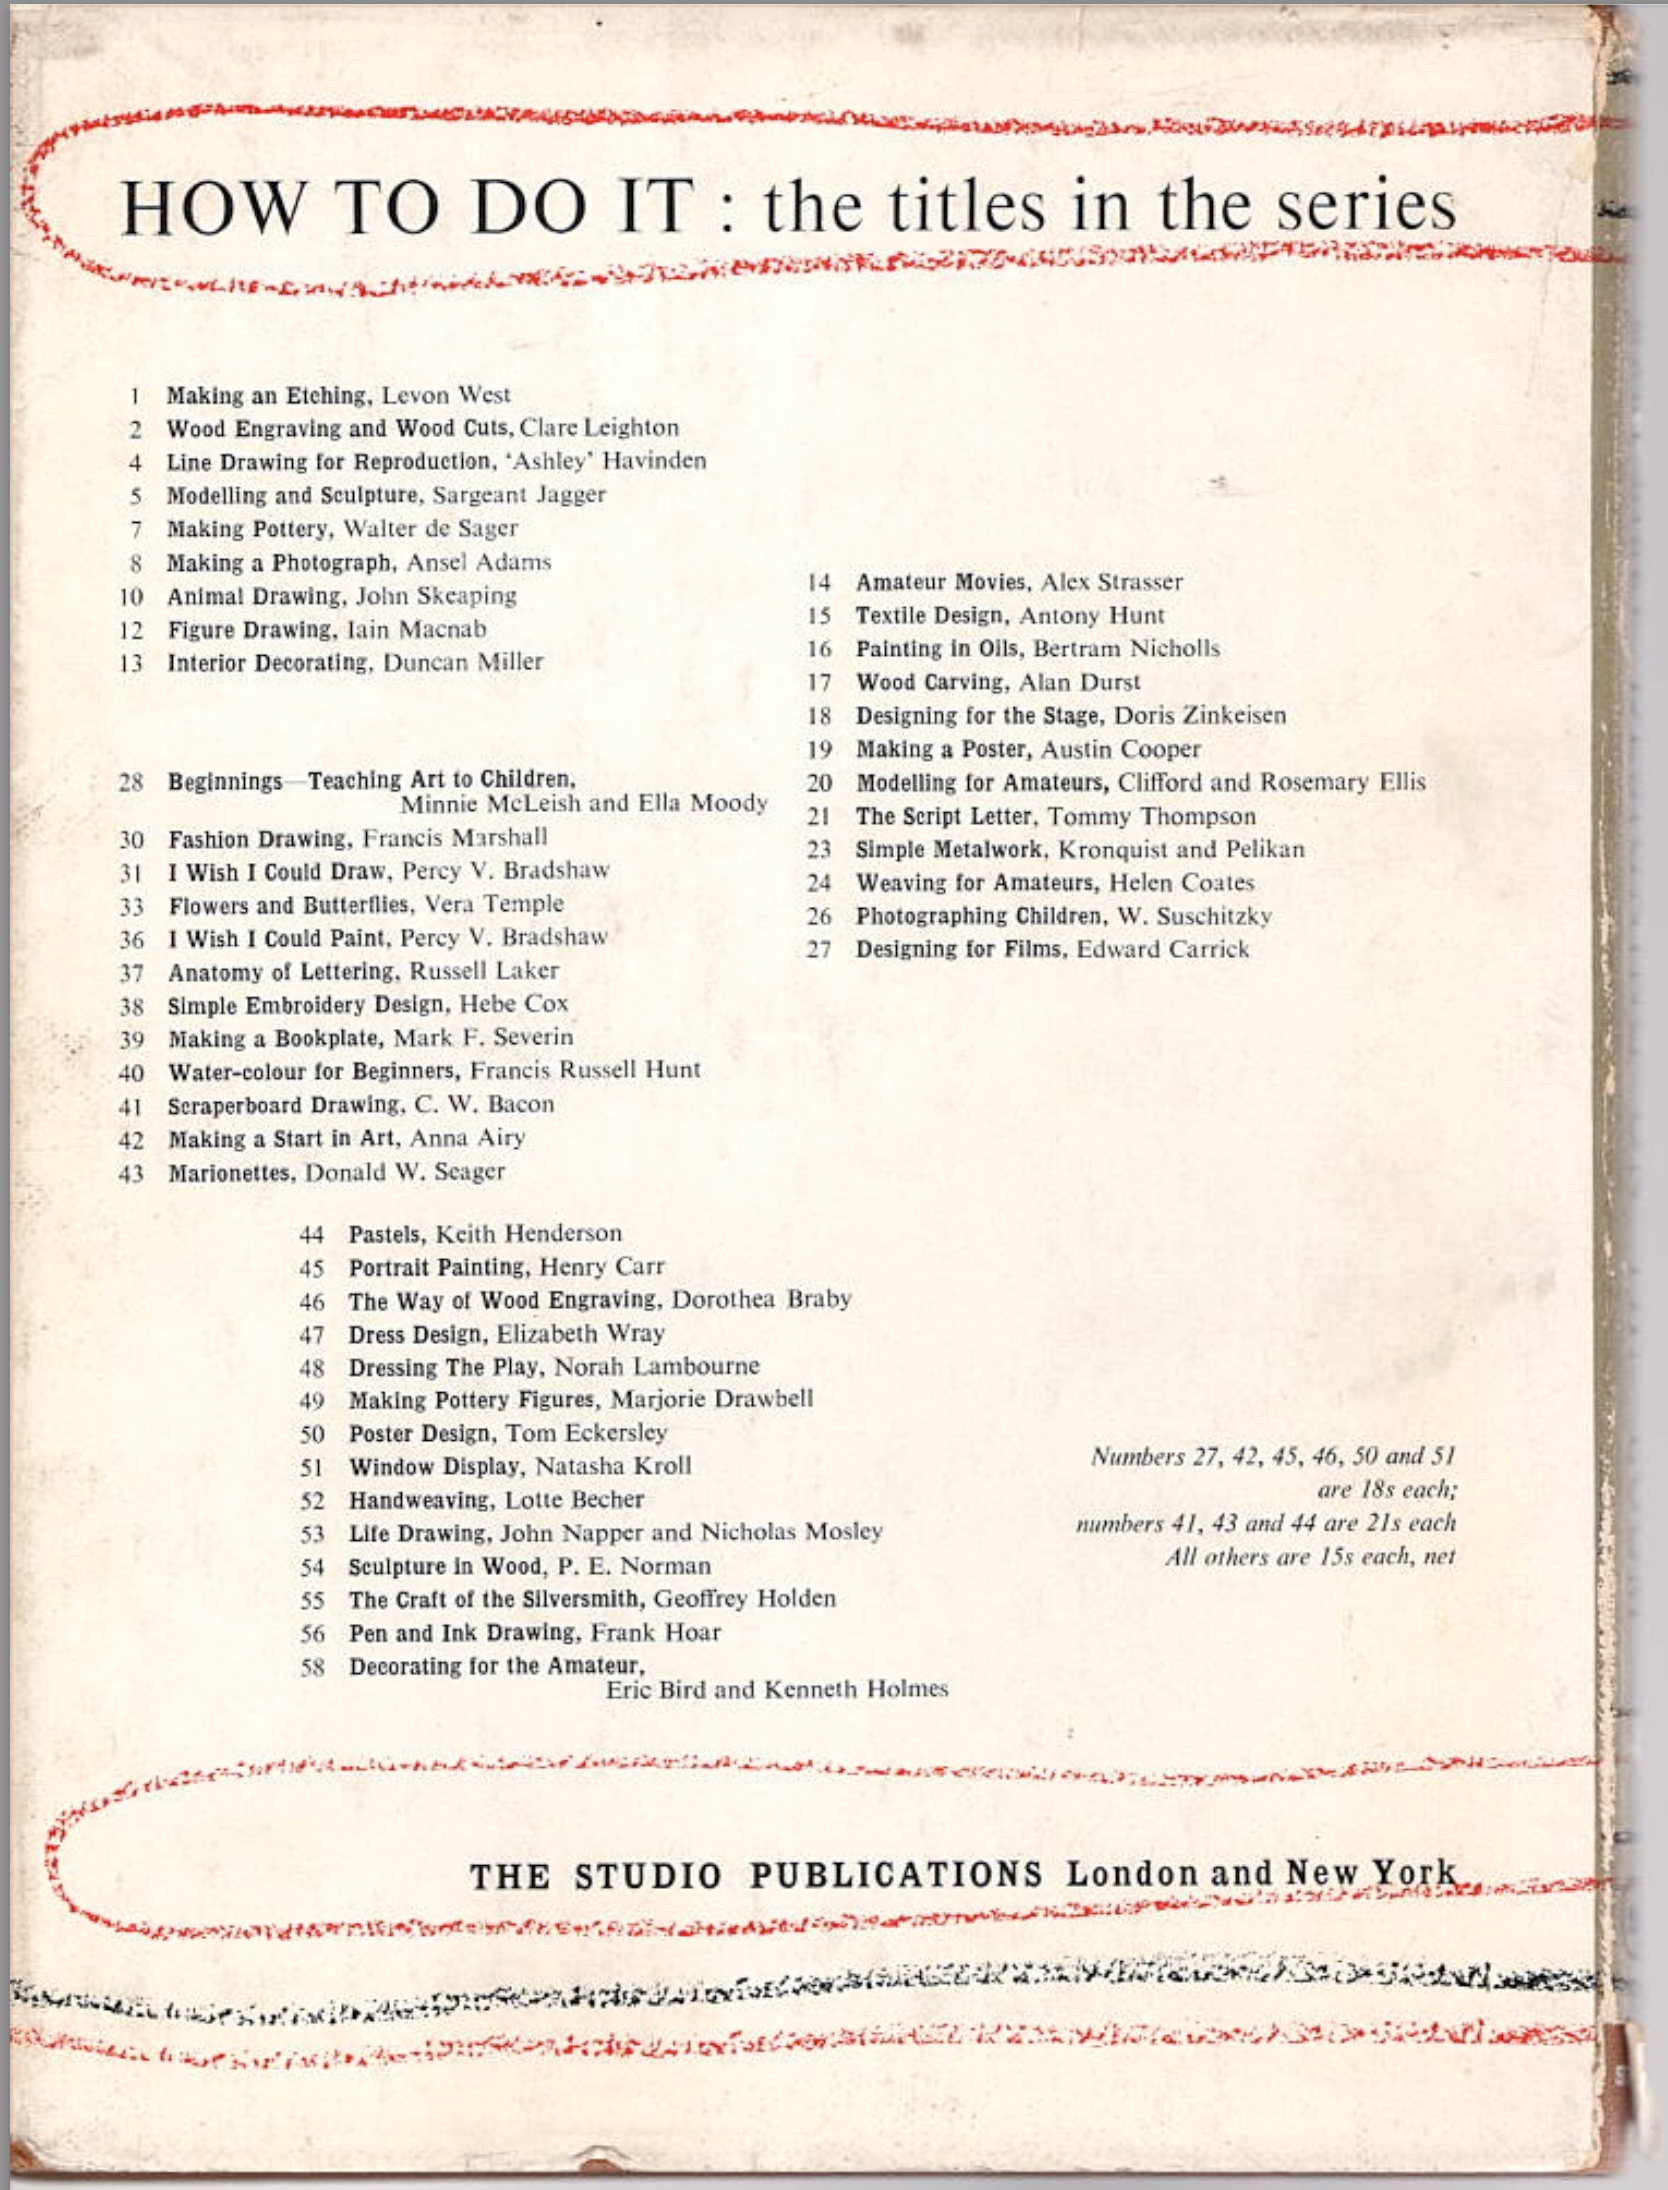 HOW TO DO IT : the titles in the series
1 Making an Etching, Levon West
2 Wood Engraving and Wood Cuts, Clare Leighton
4 Line Drawing for Reproduction, ‘Ashley’ Havinden
5 Modelling and Sculpture, Sargeant Jagger
7 Making Pottery, Walter de Sager
8 Making a Photograph, Ansel Adams
10 Animal Drawing, John Skeaping
12 Figure Drawing, Iain Macnab
13 Interior Decorating, Duncan Miller
14 Amateur Movies, Alex Strasser
15 Textile Design, Antony Hunt
16 Painting in Oils, Bertram Nicholls
17 Wood Carving, Alan Durst
18 Designing for the Stage, Doris Zinkeisen
19 Making a Poster, Austin Cooper
20 Modelling for Amateurs, Clifford and Rosemary Ellis
21 The Script Letter, Tommy Thompson
23 Simple Metalwork, Kronquist and Pelikan
24 Weaving for Amateurs, Helen Coates
26 Photographing Children, W. Suschitzky
27 Designing for Films, Edward Carrick
28 Beginnings—Teaching Art to Children,
Minnie McLeish and Ella Moody
30 Fashion Drawing, Francis Marshall
31 I Wish I Could Draw, Percy V. Bradshaw
33 Flowers and Butterflies, Vera Temple
36 I Wish I Could Paint, Percy V. Bradshaw
37 Anatomy of Lettering, Russell Laker
38 Simple Embroidery Design, Hebe Cox
39 Making a Bookplate, Mark F. Severin
40 Water-colour for Beginners, Francis Russell Hunt
41 Scraperboard Drawing, C. W. Bacon
42 Making a Start in Art, Anna Airy
43 Marionettes, Donald W. Seager
44 Pastels, Keith Henderson
45 Portrait Painting, Henry Carr
46 The Way of Wood Engraving, Dorothea Braby
47 Dress Design, Elizabeth Wray
48 Dressing The Play, Norah Lambourne
49 Making Pottery Figures, Marjorie Drawbell
50 Poster Design, Tom Eckersley
51 Window Display, Natasha Kroll
52 Handweaving, Lotte Becher
53 Life Drawing, John Napper and Nicholas Mosley
54 Sculpture in Wood, P. E. Norman
55 The Craft of the Silversmith, Geoffrey Holden
56 Pen and Ink Drawing, Frank Hoar
58 Decorating for the Amateur,
Eric Bird and Kenneth Holmes
Numbers 27, 42, 45, 46, 50 and 51
are 18s each;
numbers 41, 43 and 44 are 21s each
All others are 15s each, net
THE STUDIO PUBLICATIONS London and New York